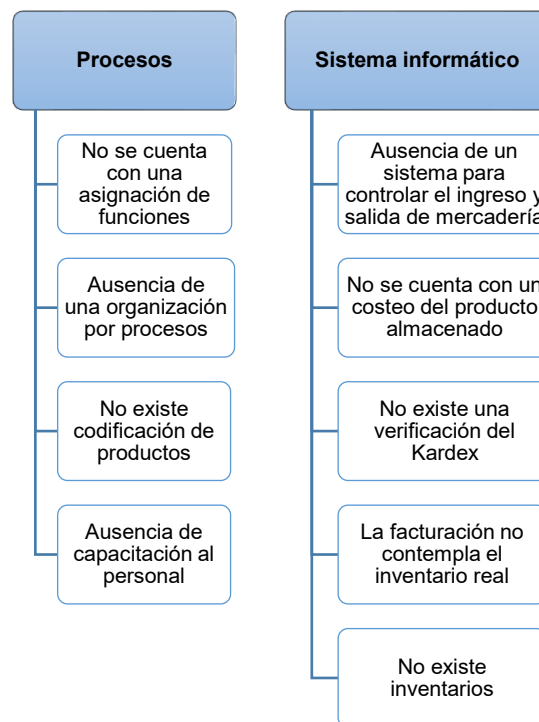 Procesos
No se cuenta
con una
asignación de
funciones
Ausencia de
una organización
por procesos
No existe
codificación de
productos
Ausencia de
capacitación al
personal
Sistema informático
Ausencia de un
sistema para
controlar el ingreso y
salida de mercadería
No se cuenta con un
costeo del producto
almacenado
No existe una
verificación del
Kardex
La facturación no
contempla el
inventario real
No existe
inventarios